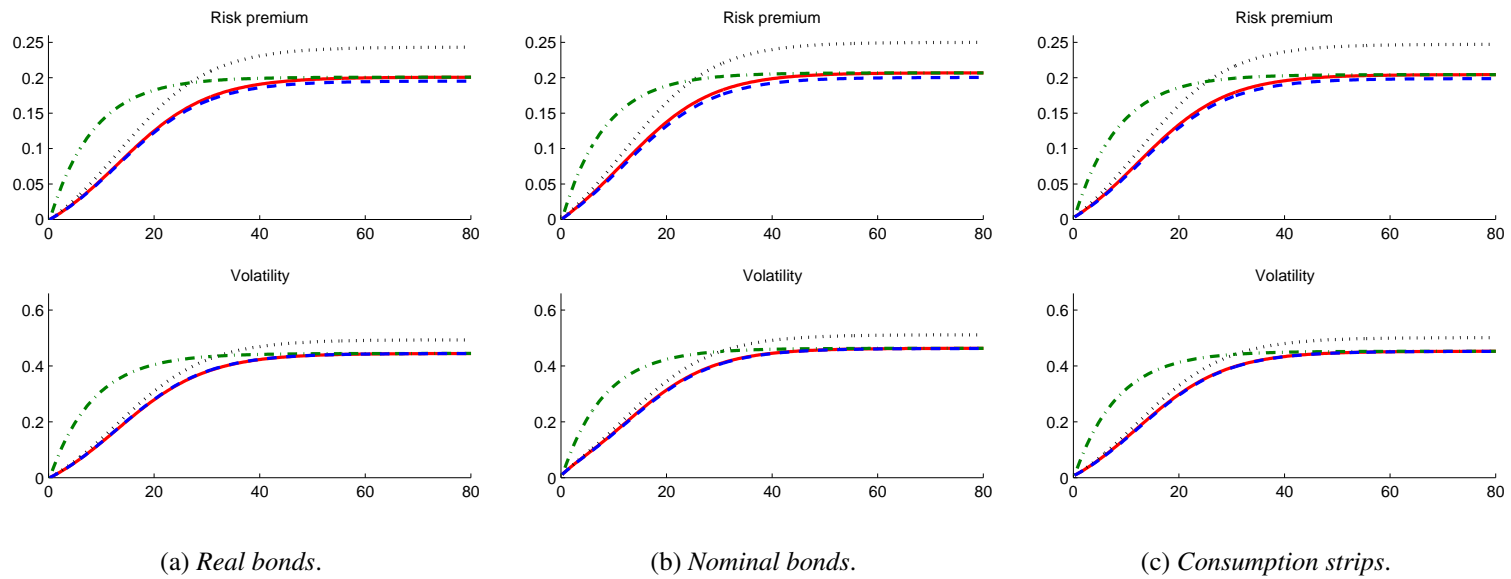 Risk premium
0.25
0.2
0.15
0.1
0.05
0
0 20 40 60 80
Volatility
0.6
0.4
0.2
0
0 20 40 60 80
(a) Real bonds.
Risk premium
0.25
0.2
0.15
0.1
0.05
0
0 20 40 60 80
Volatility
0.6
0.4
0.2
0
0 20 40 60 80
(b) Nominal bonds.
Risk premium
0.25
0.2
0.15
0.1
0.05
0
0 20 40 60 80
Volatility
0.6
0.4
0.2
0
0 20 40 60 80
(c) Consumption strips.